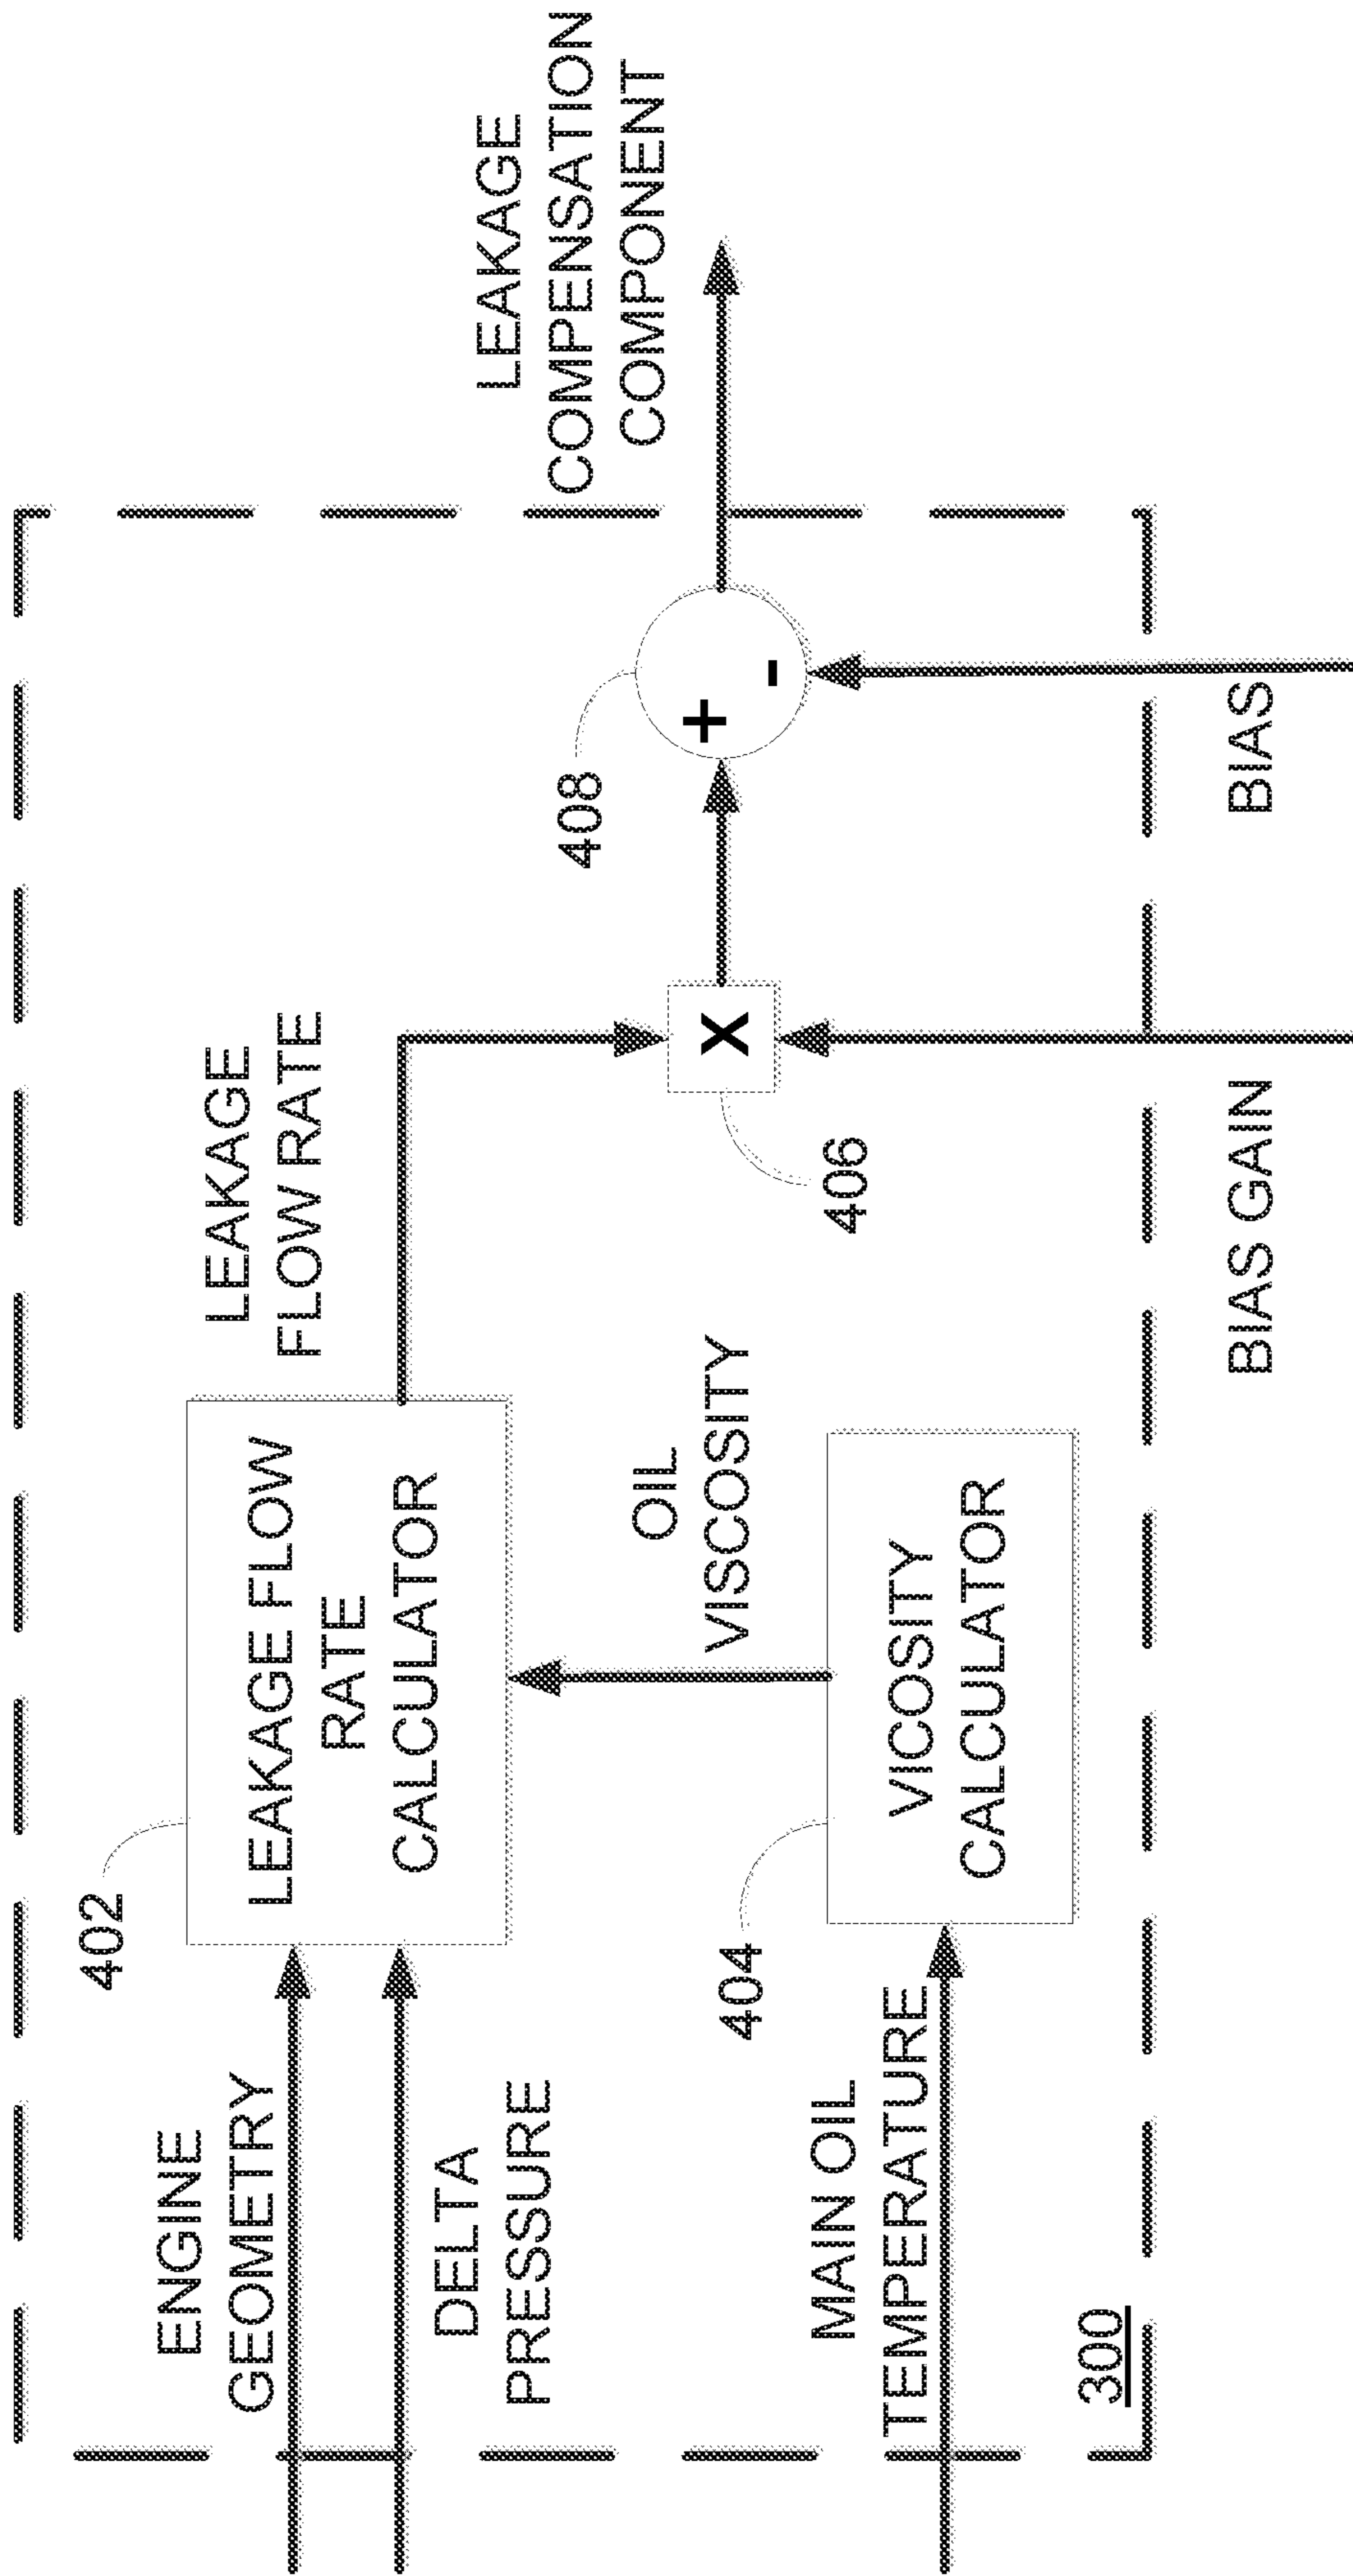 ENGINE
GEOMETRY
DELTA
PRESSURE
402
LEAKAGE FLOW
RATE
CALCULATOR
LEAKAGE
FLOW RATE
MAIN OIL
TEMPERATURE
404
VICOSITY
CALCULATOR
OIL
VISCOSITY
406
X
408
+
-
LEAKAGE
COMPENSATION
COMPONENT
300
BIAS GAIN
BIAS